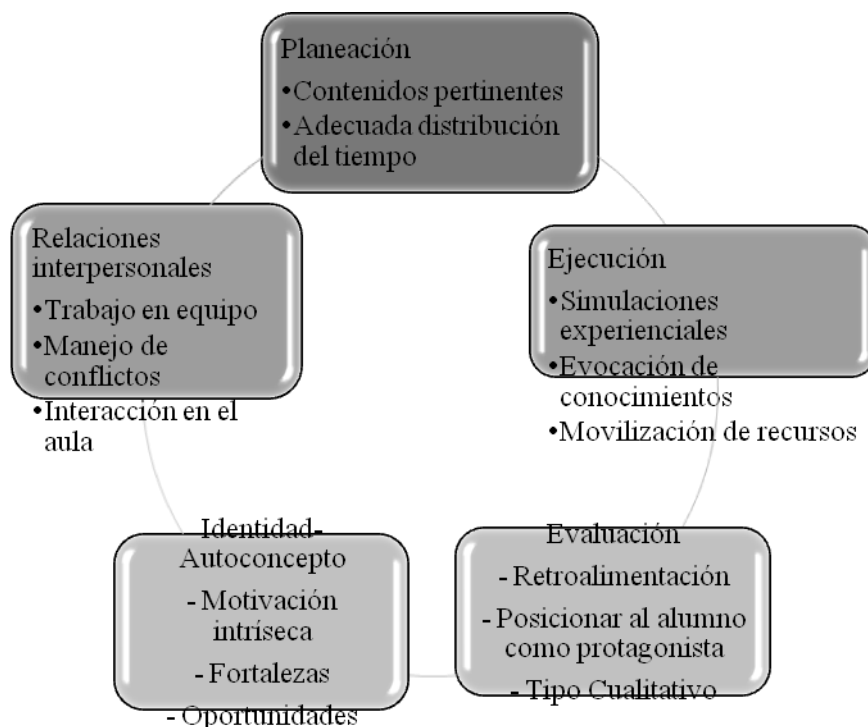 Planeación
•Contenidos pertinentes
•Adecuada distribución
del tiempo
Relaciones
interpersonales
•Trabajo en equipo
•Manejo de
conflictos
•Interacción en el
aula
Ejecución
•Simulaciones
experienciales
•Evocación de
conocimientos
•Movilización de recursos
Identidad-
Autoconcepto
- Motivación
intríseca
- Fortalezas
- Oportunidades
Evaluación
- Retroalimentación
- Posicionar al alumno
como protagonista
- Tipo Cualitativo